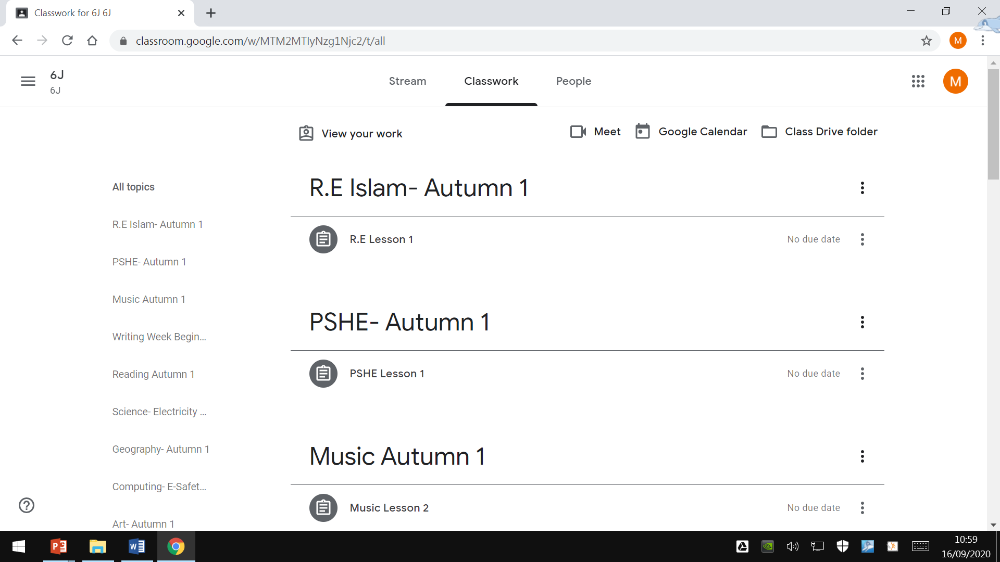 Classwork for 6J 6J
classroom.google.com/w/MTM2MTIyNzg1Njc2/t/all
M
6J
6J
Stream
Classwork
People
M
View your work
Meet
Google Calendar
Class Drive folder
All topics
R.E Islam- Autumn 1
PSHE- Autumn 1
Music Autumn 1
Writing Week Begin...
Reading Autumn 1
Science- Electricity ...
Geography- Autumn 1
Computing- E-Safet...
Art- Autumn 1
R.E Islam- Autumn 1
R.E Lesson 1
No due date
PSHE- Autumn 1
PSHE Lesson 1
No due date
Music Autumn 1
Music Lesson 2
No due date
10:59
16/09/2020